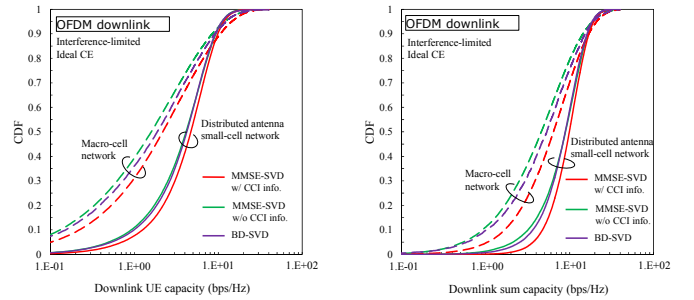 OFDM downlink
Interference-limited
Ideal CE
CDF
1
0.9
0.8
0.7
0.6
0.5
0.4
0.3
0.2
0.1
0
Distributed antenna
small-cell network
Macro-cell
network
MMSE-SVD
w/ CCI info.
MMSE-SVD
w/o CCI info.
BD-SVD
1.E-01
1.E+00
1.E+01
1.E+02
Downlink UE capacity (bps/Hz)
OFDM downlink
Interference-limited
Ideal CE
CDF
1
0.9
0.8
0.7
0.6
0.5
0.4
0.3
0.2
0.1
0
Distributed antenna
small-cell network
Macro-cell
network
MMSE-SVD
w/ CCI info.
MMSE-SVD
w/o CCI info.
BD-SVD
1.E-01
1.E+00
1.E+01
1.E+02
Downlink sum capacity (bps/Hz)